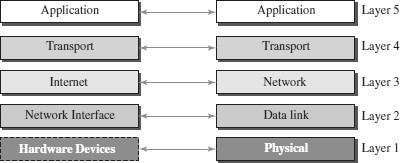 Application Application Layer 5
Transport Transport Layer 4
Internet Network Layer 3
Network Interface Data link Layer 2
Hardware Devices Physical Layer 1